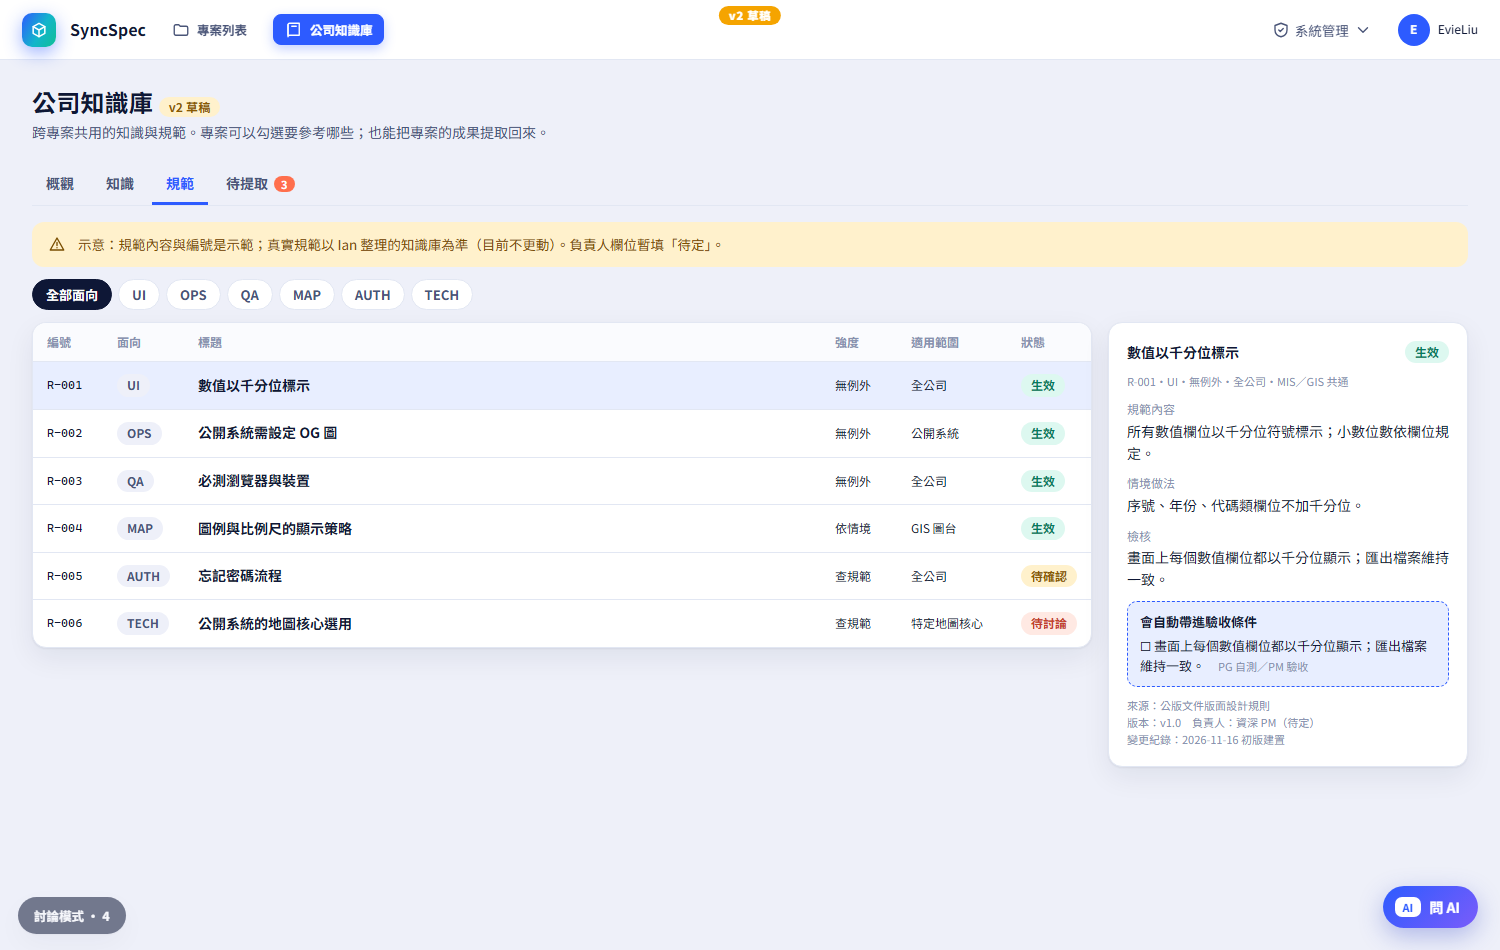 SyncSpec
專案列表
公司知識庫
v2 草稿
系統管理
E
EvieLiu
公司知識庫 v2 草稿
跨專案共用的知識與規範。專案可以勾選要參考哪些；也能把專案的成果提取回來。
概觀
知識
規範
待提取 3
示意：規範內容與編號是示範；真實規範以 Ian 整理的知識庫為準（目前不更動）。負責人欄位暫填「待定」。
全部面向
UI
OPS
QA
MAP
AUTH
TECH
編號 面向 標題 強度 適用範圍 狀態
R-001 UI 數值以千分位標示 無例外 全公司 生效
R-002 OPS 公開系統需設定 OG 圖 無例外 公開系統 生效
R-003 QA 必測瀏覽器與裝置 無例外 全公司 生效
R-004 MAP 圖例與比例尺的顯示策略 依情境 GIS 圖台 生效
R-005 AUTH 忘記密碼流程 查規範 全公司 待確認
R-006 TECH 公開系統的地圖核心選用 查規範 特定地圖核心 待討論
數值以千分位標示 生效
R-001・UI・無例外・全公司・MIS／GIS 共通
規範內容
所有數值欄位以千分位符號標示；小數位數依欄位規
定。
情境做法
序號、年份、代碼類欄位不加千分位。
檢核
畫面上每個數值欄位都以千分位顯示；匯出檔案維持
一致。
會自動帶進驗收條件
☐ 畫面上每個數值欄位都以千分位顯示；匯出檔案
維持一致。 PG 自測／PM 驗收
來源：公版文件版面設計規則
版本：v1.0 負責人：資深 PM（待定）
變更紀錄：2026-11-16 初版建置
討論模式・4
AI 問 AI